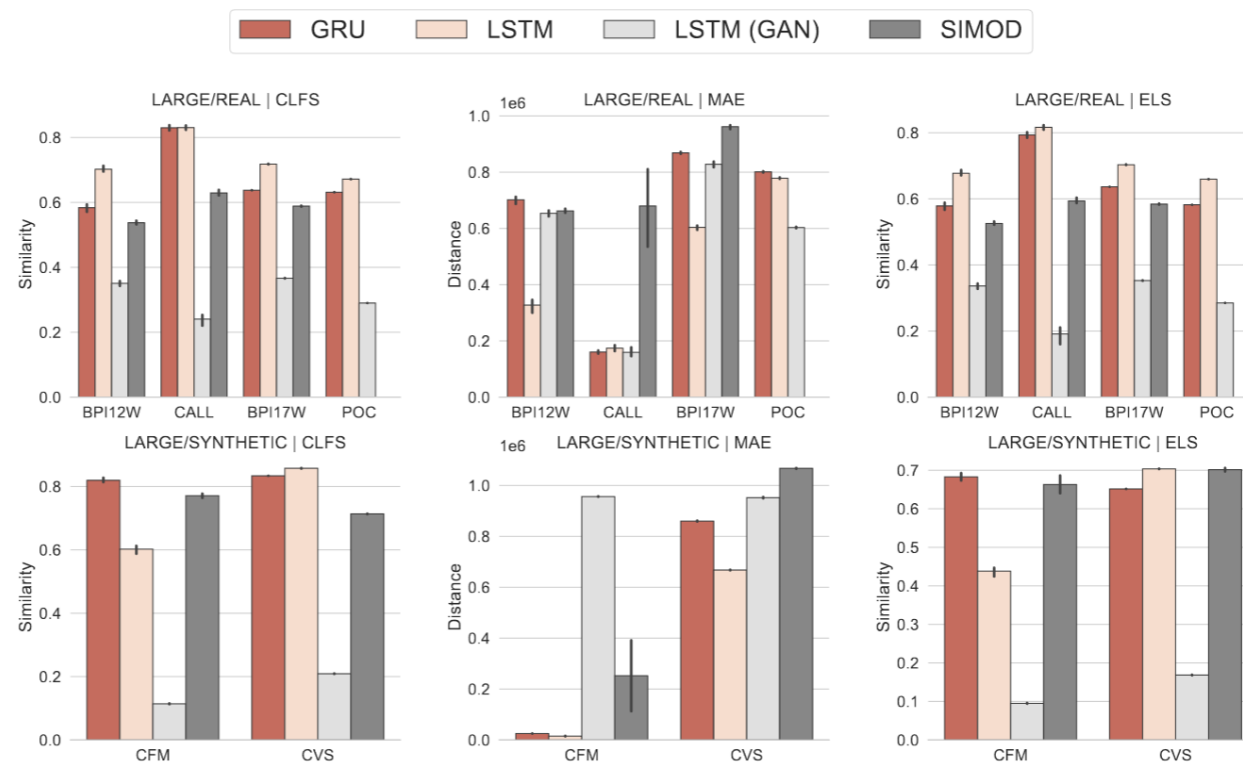 GRU LSTM LSTM (GAN) SIMOD
LARGE/REAL | CLFS
Similarity
0.8
0.6
0.4
0.2
0.0
BPI12W CALL BPI17W POC
LARGE/REAL | MAE
1e6
Distance
1.0
0.8
0.6
0.4
0.2
0.0
BPI12W CALL BPI17W POC
LARGE/REAL | ELS
Similarity
0.8
0.6
0.4
0.2
0.0
BPI12W CALL BPI17W POC
LARGE/SYNTHETIC | CLFS
Similarity
0.8
0.6
0.4
0.2
0.0
CFM CVS
LARGE/SYNTHETIC | MAE
1e6
Distance
1.0
0.8
0.6
0.4
0.2
0.0
CFM CVS
LARGE/SYNTHETIC | ELS
Similarity
0.7
0.6
0.5
0.4
0.3
0.2
0.1
0.0
CFM CVS